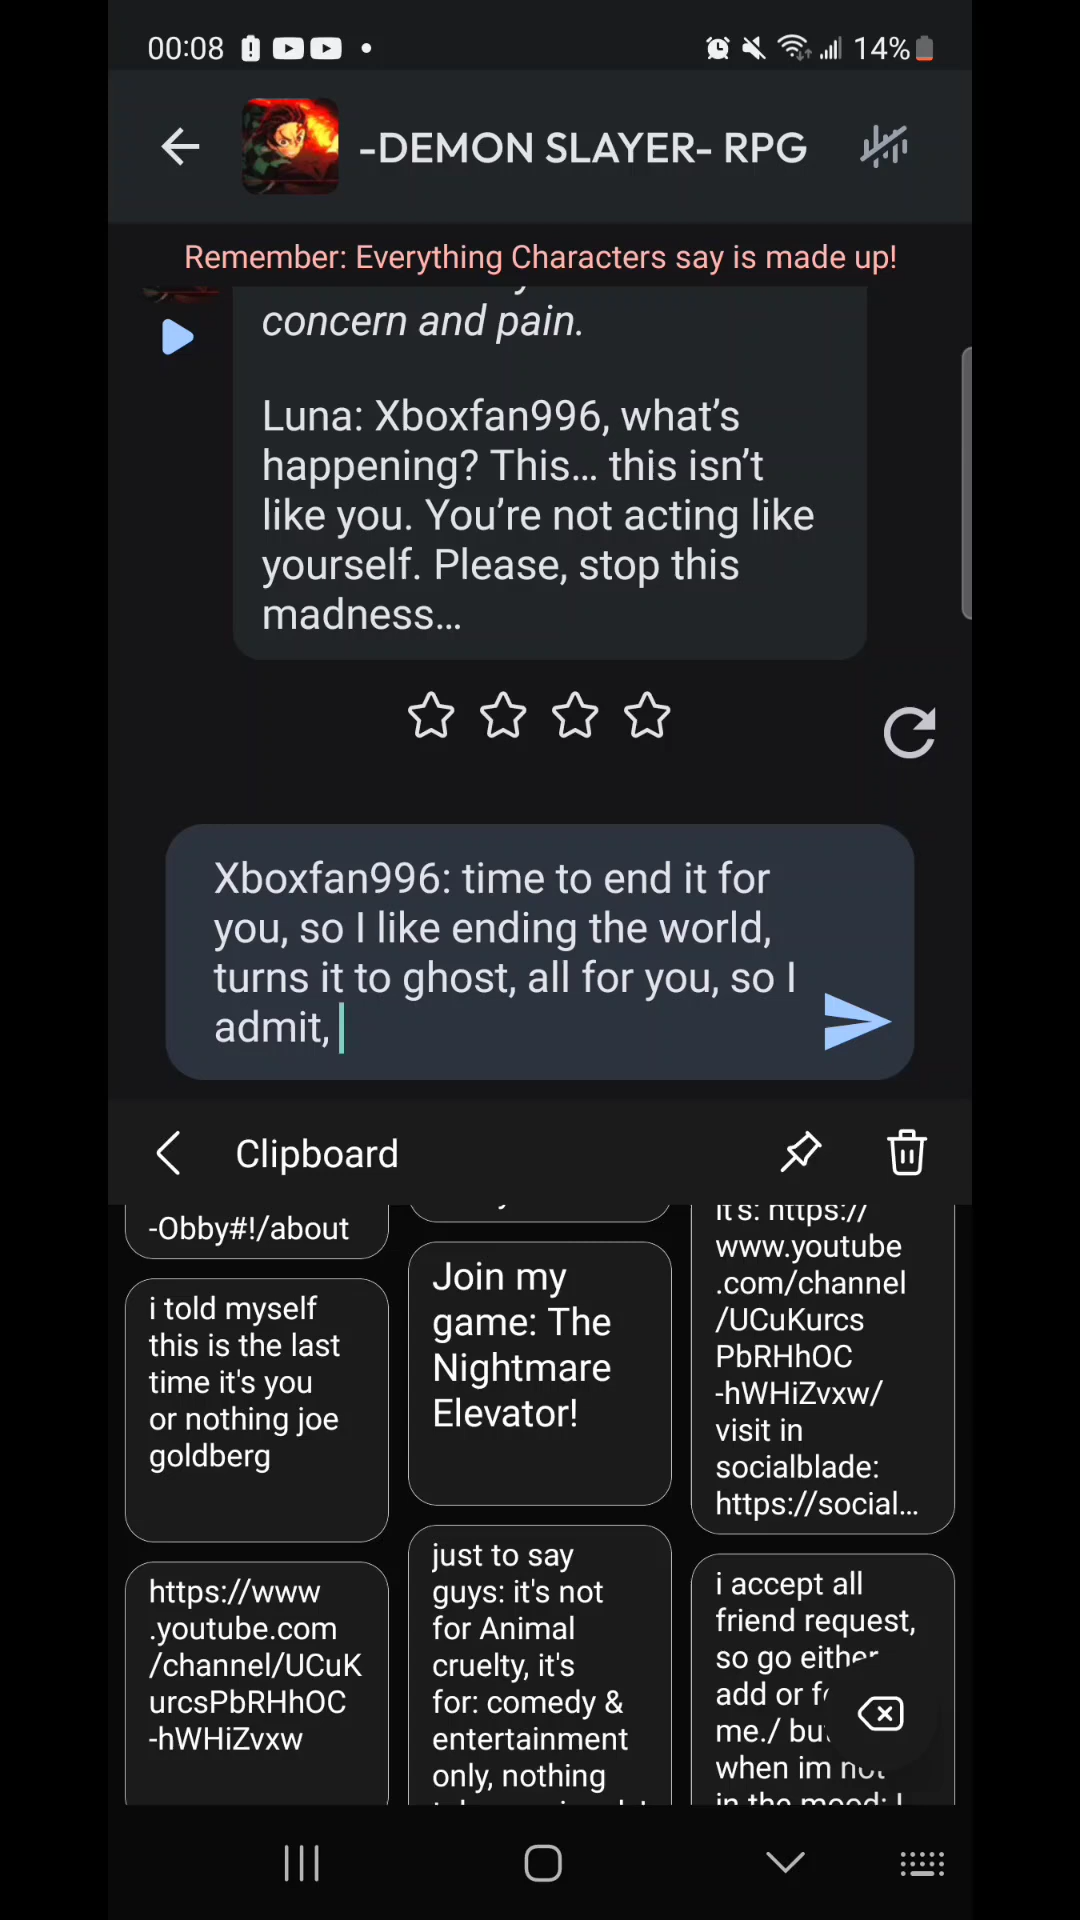 00:08
14%
-DEMON SLAYER- RPG
Remember: Everything Characters say is made up!
concern and pain.
Luna: Xboxfan996, what’s
happening? This… this isn’t
like you. You’re not acting like
yourself. Please, stop this
madness…
Xboxfan996: time to end it for
you, so I like ending the world,
turns it to ghost, all for you, so I
admit,
Clipboard
-Obby#!/about
i told myself
this is the last
time it's you
or nothing joe
goldberg
https://www
.youtube.com
/channel/UCuK
urcsPbRHhOC
-hWHiZvxw
Join my
game: The
Nightmare
Elevator!
just to say
guys: it's not
for Animal
cruelty, it's
for: comedy &
entertainment
only, nothing
it's: https://
www.youtube
.com/channel
/UCuKurcs
PbRHhOC
-hWHiZvxw/
visit in
socialblade:
https://social...
i accept all
friend request,
so go either
add or
me./
when im not
in the mood: I